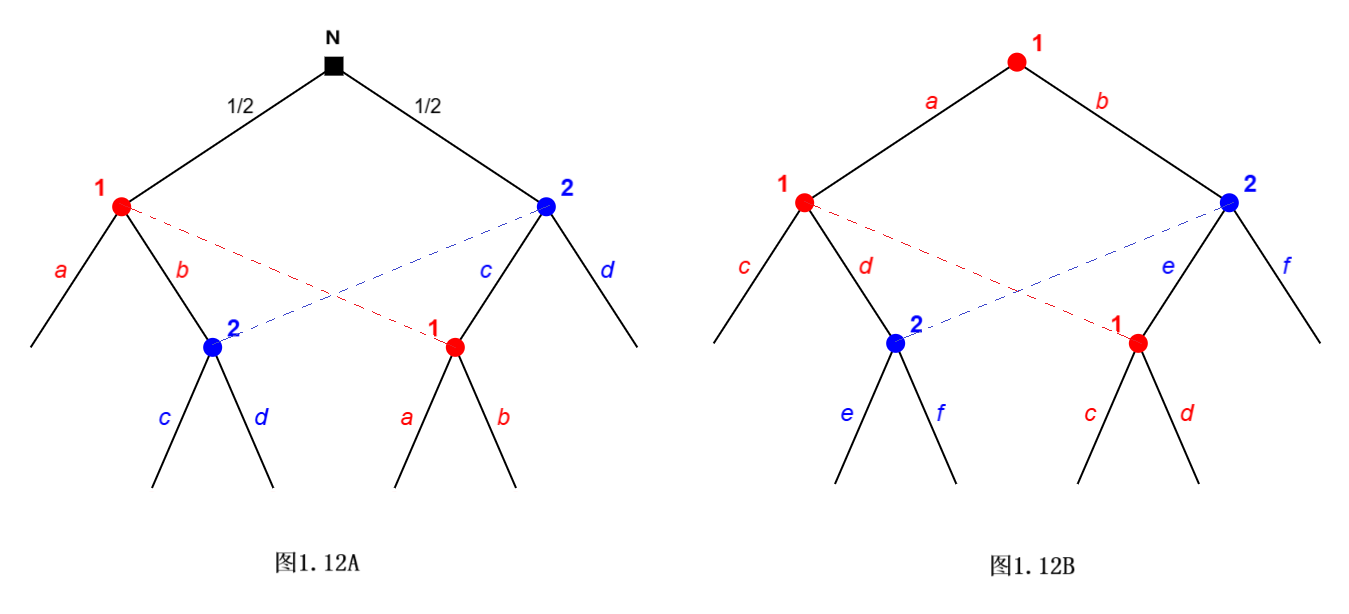 N
1/2 1/2
1 2
a b c d
2 1
c d a b
图1.12A
1
a b
1 2
c d e f
2 1
e f c d
图1.12B